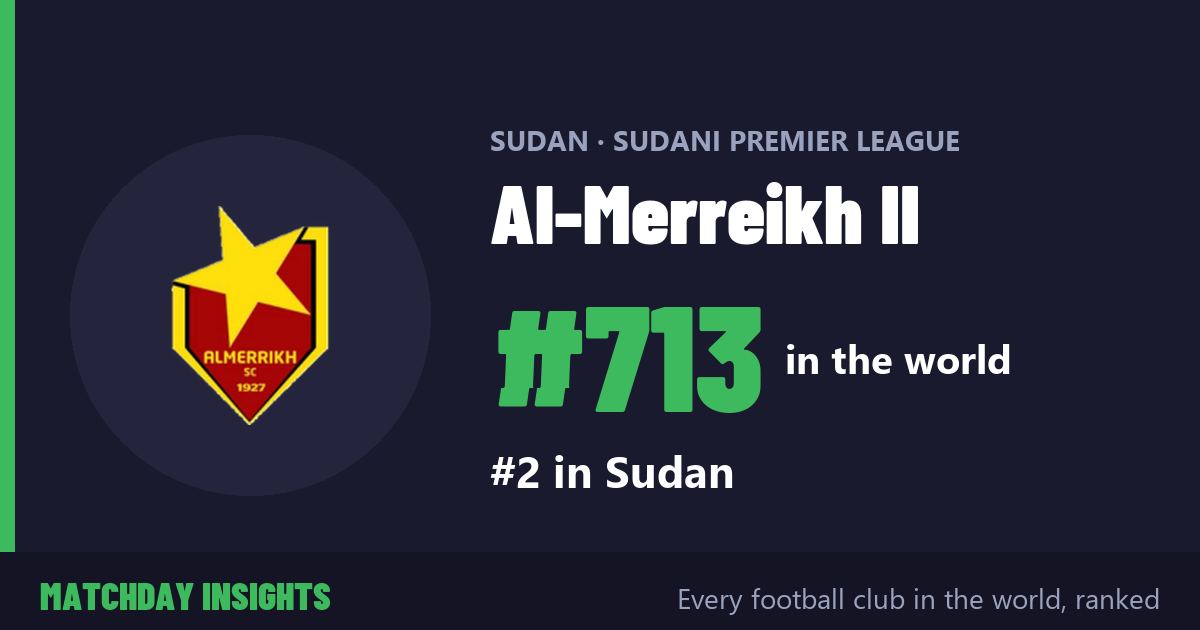 SUDAN · SUDANI PREMIER LEAGUE
Al-Merreikh II
#713 in the world
#2 in Sudan
ALMERRIKH
SC
1927
MATCHDAY INSIGHTS
Every football club in the world, ranked